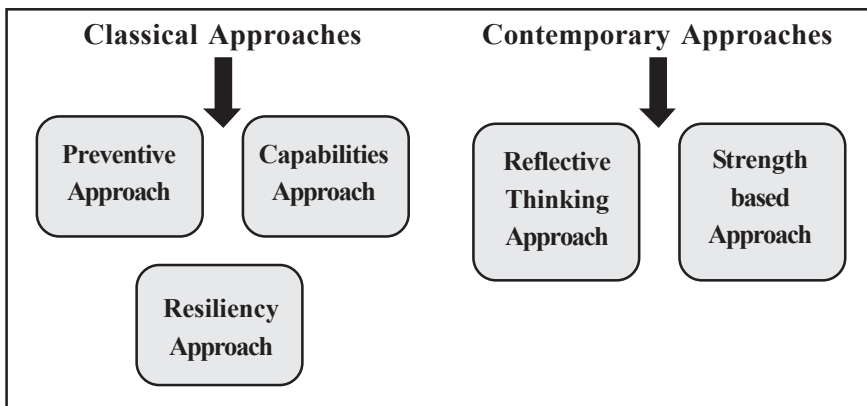 Classical Approaches
Preventive
Approach
Capabilities
Approach
Resiliency
Approach
Contemporary Approaches
Reflective
Thinking
Approach
Strength
based
Approach